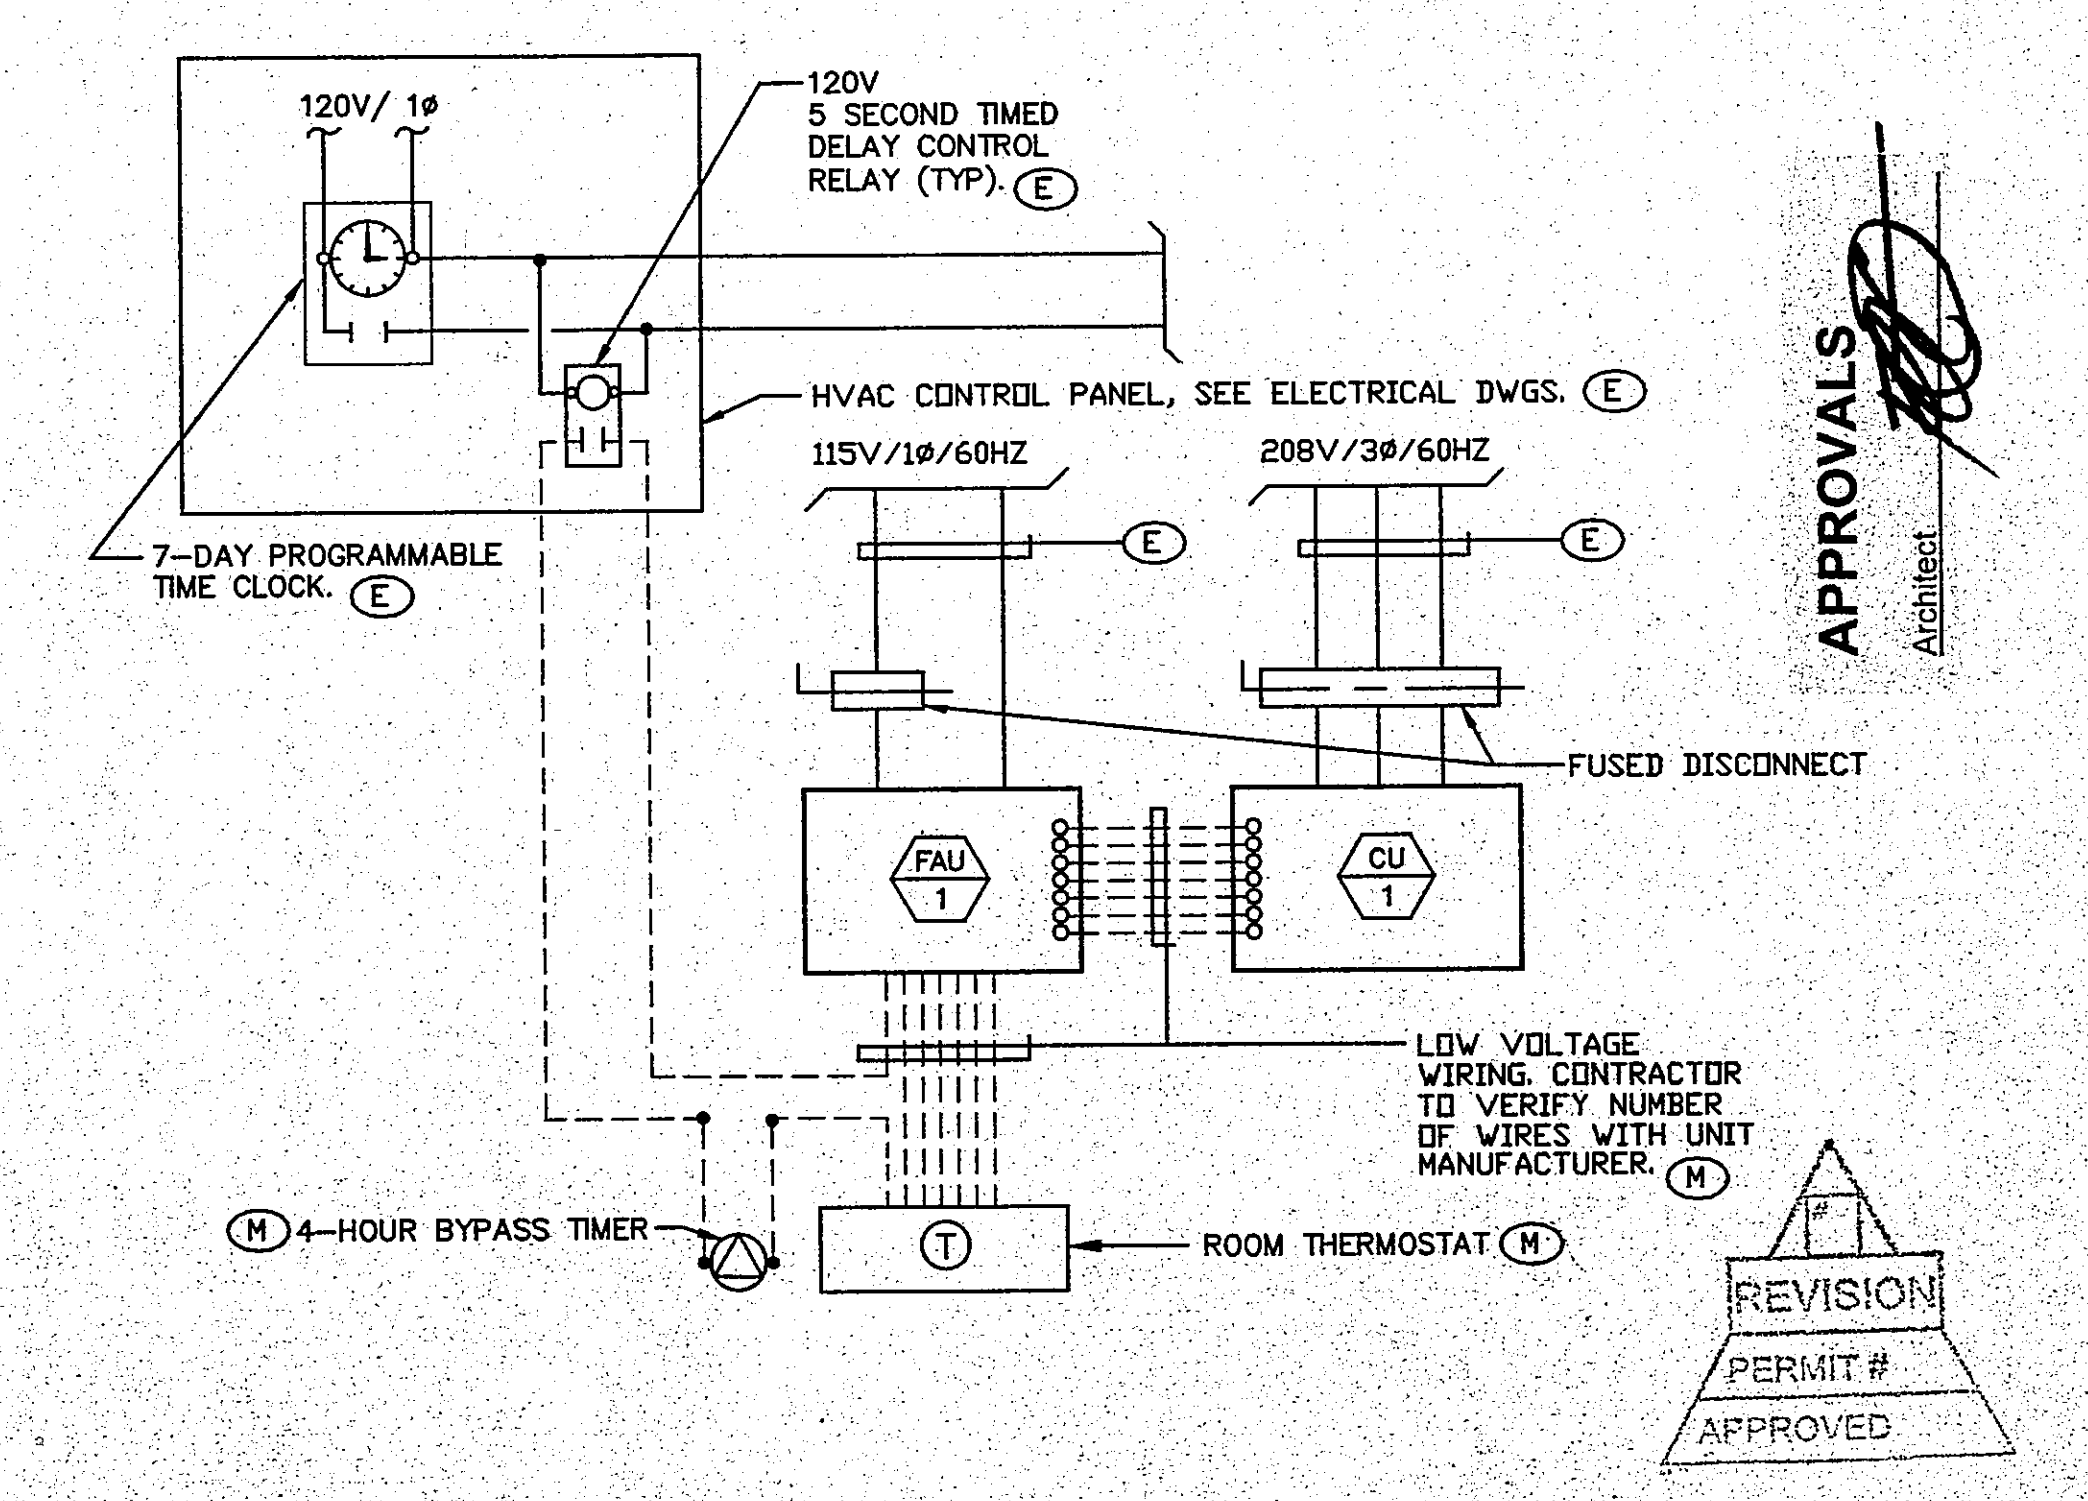 120V/ 1ø
120V
5 SECOND TIMED
DELAY CONTROL
RELAY (TYP). E
HVAC CONTROL PANEL, SEE ELECTRICAL DWGS. E
115V/1ø/60HZ
208V/3ø/60HZ
E
E
7-DAY PROGRAMMABLE
TIME CLOCK. E
FUSED DISCONNECT
FAU
1
CU
1
LOW VOLTAGE
WIRING. CONTRACTOR
TO VERIFY NUMBER
OF WIRES WITH UNIT
MANUFACTURER. M
M 4-HOUR BYPASS TIMER
T
ROOM THERMOSTAT M
APPROVALS
Architect
#
REVISION
PERMIT #
APPROVED